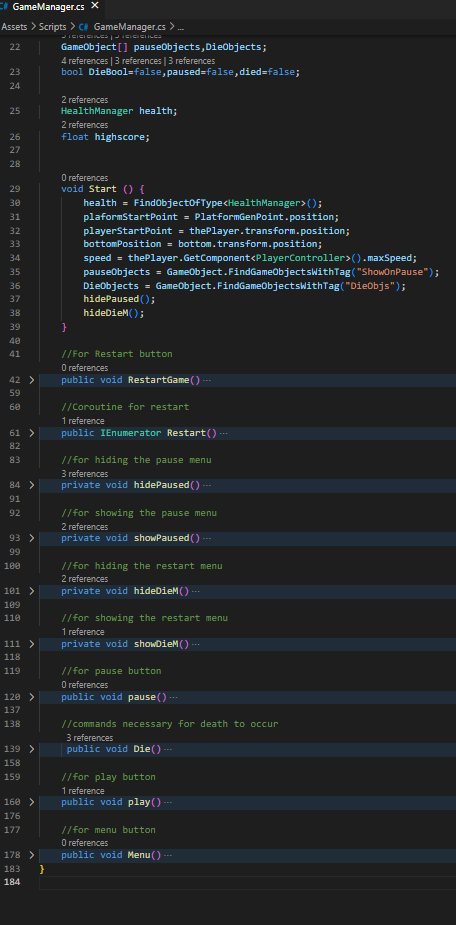 GameManager.cs ×
Assets > Scripts > C# GameManager.cs > ...
3 references | 3 references
22 GameObject[] pauseObjects,DieObjects;
4 references | 3 references | 3 references
23 bool DieBool=false,paused=false,died=false;
24
2 references
25 HealthManager health;
2 references
26 float highscore;
27
28
0 references
29 void Start () {
30 health = FindObjectOfType<HealthManager>();
31 plaformStartPoint = PlatformGenPoint.position;
32 playerStartPoint = thePlayer.transform.position;
33 bottomPosition = bottom.transform.position;
34 speed = thePlayer.GetComponent<PlayerController>().maxSpeed;
35 pauseObjects = GameObject.FindGameObjectsWithTag("ShowOnPause");
36 DieObjects = GameObject.FindGameObjectsWithTag("DieObjs");
37 hidePaused();
38 hideDieM();
39 }
40
41 //For Restart button
0 references
42 > public void RestartGame() ...
59
60 //Coroutine for restart
1 reference
61 > public IEnumerator Restart() ...
82
83 //for hiding the pause menu
3 references
84 > private void hidePaused() ...
91
92 //for showing the pause menu
2 references
93 > private void showPaused() ...
99
100 //for hiding the restart menu
2 references
101 > private void hideDieM() ...
109
110 //for showing the restart menu
1 reference
111 > private void showDieM() ...
118
119 //for pause button
0 references
120 > public void pause() ...
137
138 //commands necessary for death to occur
3 references
139 > public void Die() ...
158
159 //for play button
1 reference
160 > public void play() ...
176
177 //for menu button
0 references
178 > public void Menu() ...
183 }
184